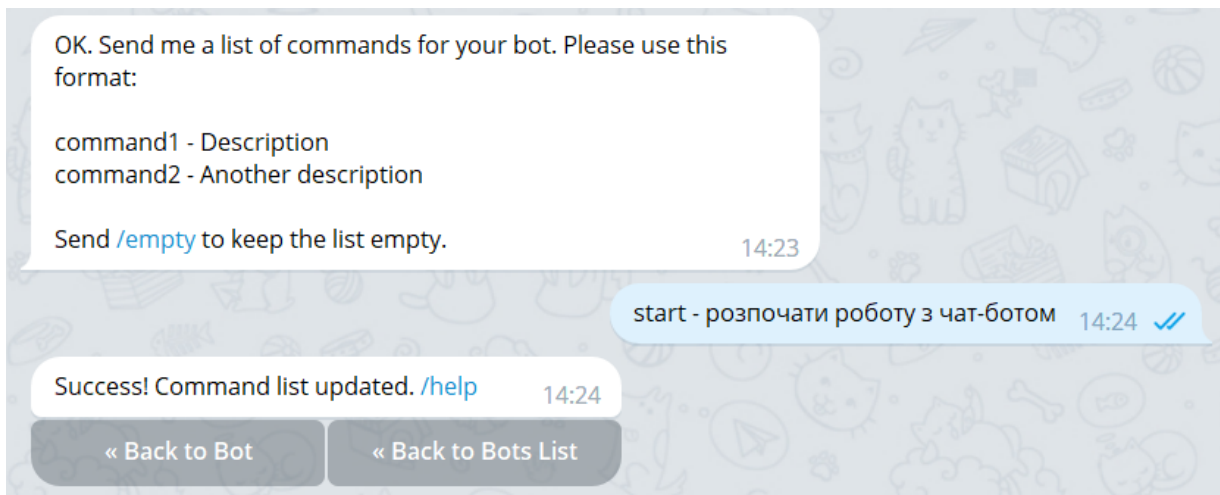 OK. Send me a list of commands for your bot. Please use this
format:
command1 - Description
command2 - Another description
Send /empty to keep the list empty.
14:23
start - розпочати роботу з чат-ботом
14:24
Success! Command list updated. /help
14:24
« Back to Bot
« Back to Bots List